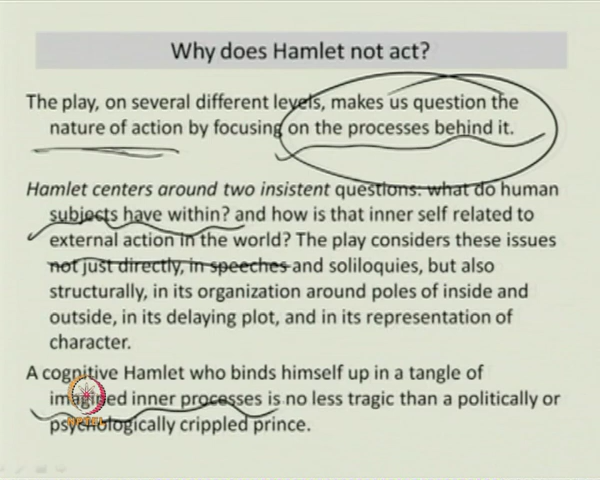 Why does Hamlet not act?
The play, on several different levels, makes us question the
nature of action by focusing on the processes behind it.
Hamlet centers around two insistent questions: what do human
subjects have within? and how is that inner self related to
external action in the world? The play considers these issues
not just directly, in speeches and soliloquies, but also
structurally, in its organization around poles of inside and
outside, in its delaying plot, and in its representation of
character.
A cognitive Hamlet who binds himself up in a tangle of
imagined inner processes is no less tragic than a politically or
psychologically crippled prince.
NPTEL